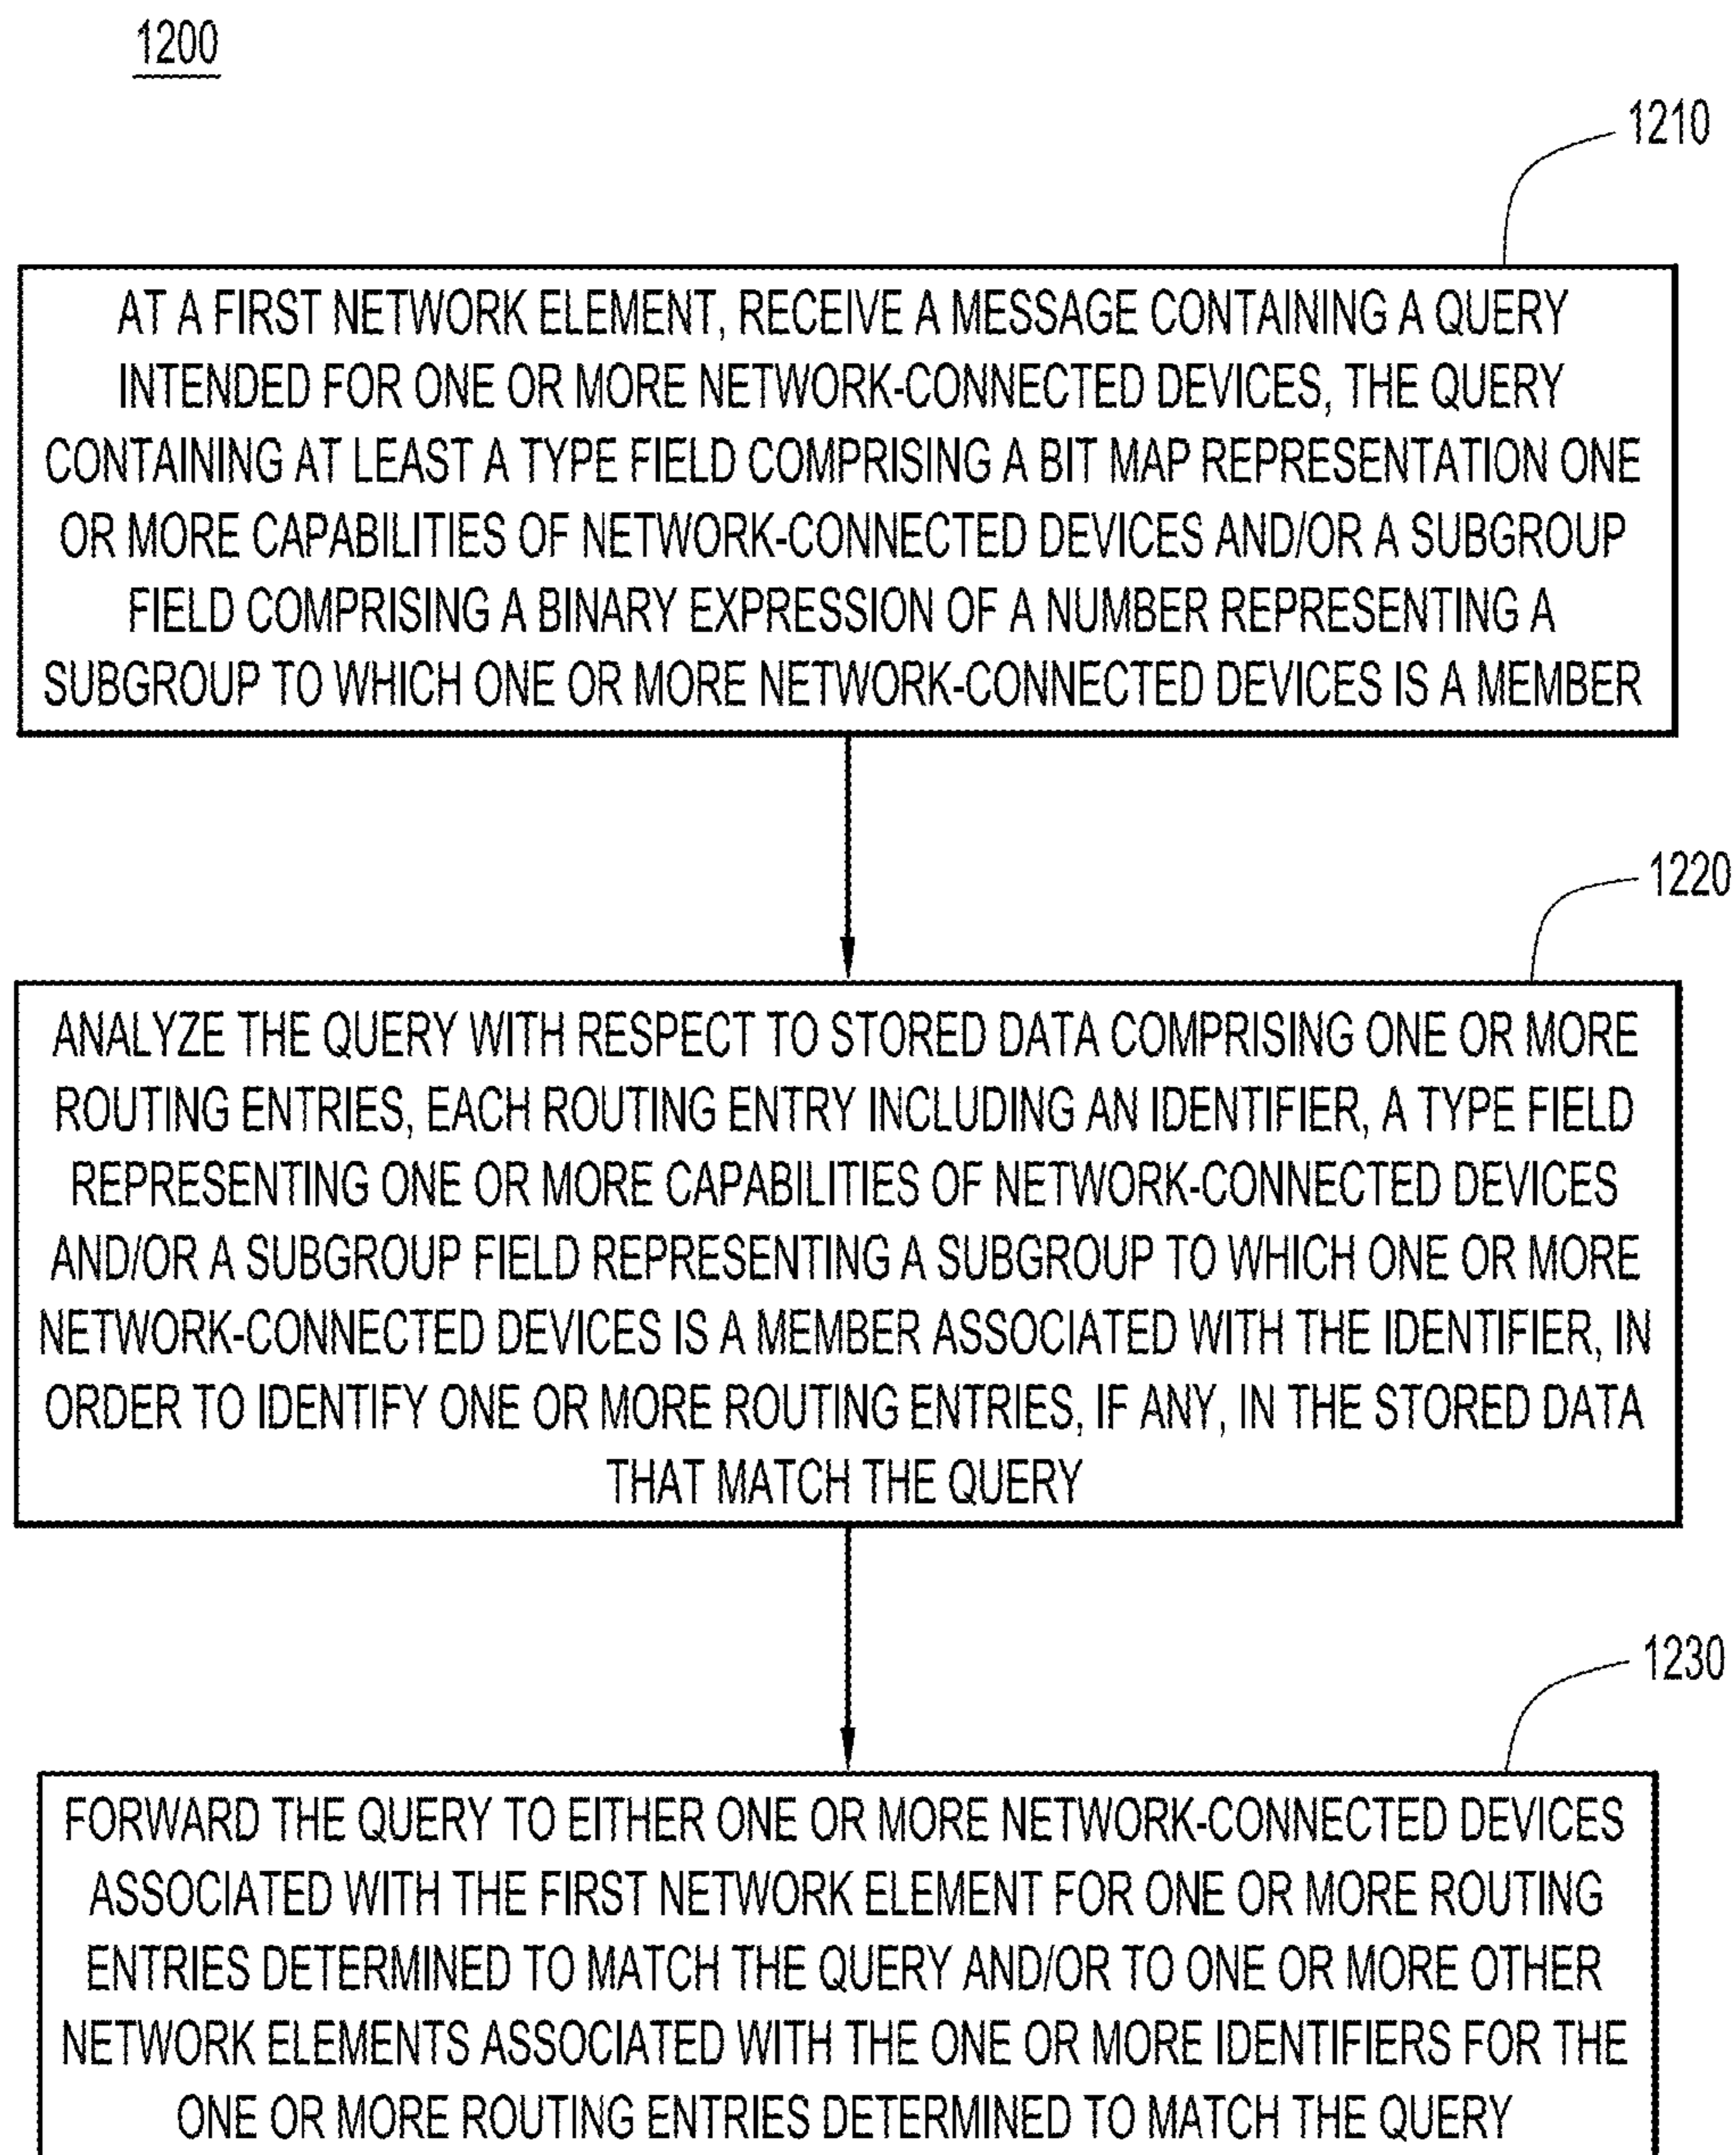 1200
1210
AT A FIRST NETWORK ELEMENT, RECEIVE A MESSAGE CONTAINING A QUERY
INTENDED FOR ONE OR MORE NETWORK-CONNECTED DEVICES, THE QUERY
CONTAINING AT LEAST A TYPE FIELD COMPRISING A BIT MAP REPRESENTATION ONE
OR MORE CAPABILITIES OF NETWORK-CONNECTED DEVICES AND/OR A SUBGROUP
FIELD COMPRISING A BINARY EXPRESSION OF A NUMBER REPRESENTING A
SUBGROUP TO WHICH ONE OR MORE NETWORK-CONNECTED DEVICES IS A MEMBER
1220
ANALYZE THE QUERY WITH RESPECT TO STORED DATA COMPRISING ONE OR MORE
ROUTING ENTRIES, EACH ROUTING ENTRY INCLUDING AN IDENTIFIER, A TYPE FIELD
REPRESENTING ONE OR MORE CAPABILITIES OF NETWORK-CONNECTED DEVICES
AND/OR A SUBGROUP FIELD REPRESENTING A SUBGROUP TO WHICH ONE OR MORE
NETWORK-CONNECTED DEVICES IS A MEMBER ASSOCIATED WITH THE IDENTIFIER, IN
ORDER TO IDENTIFY ONE OR MORE ROUTING ENTRIES, IF ANY, IN THE STORED DATA
THAT MATCH THE QUERY
1230
FORWARD THE QUERY TO EITHER ONE OR MORE NETWORK-CONNECTED DEVICES
ASSOCIATED WITH THE FIRST NETWORK ELEMENT FOR ONE OR MORE ROUTING
ENTRIES DETERMINED TO MATCH THE QUERY AND/OR TO ONE OR MORE OTHER
NETWORK ELEMENTS ASSOCIATED WITH THE ONE OR MORE IDENTIFIERS FOR THE
ONE OR MORE ROUTING ENTRIES DETERMINED TO MATCH THE QUERY